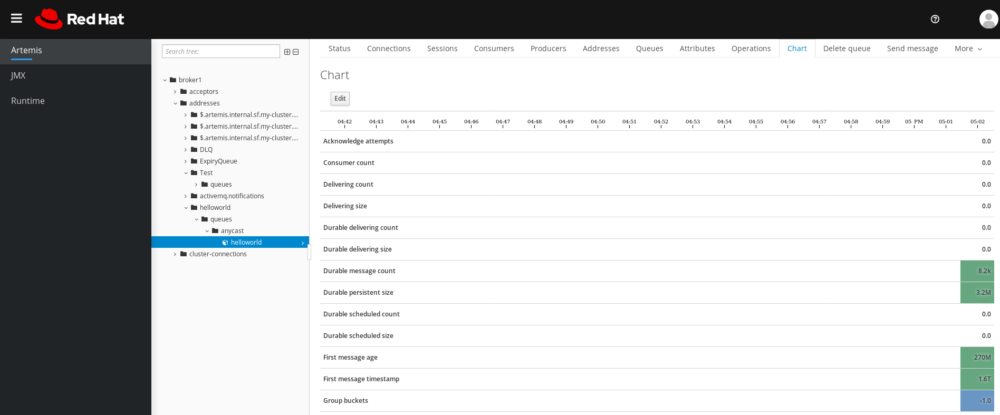 Red Hat
Artemis
JMX
Runtime
Search tree:
broker1
acceptors
addresses
$.artemis.internal.sf.my-cluster....
$.artemis.internal.sf.my-cluster....
$.artemis.internal.sf.my-cluster....
DLQ
ExpiryQueue
Test
queues
activemq.notifications
helloworld
queues
anycast
helloworld
cluster-connections
Status Connections Sessions Consumers Producers Addresses Queues Attributes Operations Chart Delete queue Send message More
Chart
Edit
04:42 04:43 04:44 04:45 04:46 04:47 04:48 04:49 04:50 04:51 04:52 04:53 04:54 04:55 04:56 04:57 04:58 04:59 05 PM 05:01 05:02
Acknowledge attempts 0.0
Consumer count 0.0
Delivering count 0.0
Delivering size 0.0
Durable delivering count 0.0
Durable delivering size 0.0
Durable message count 8.2k
Durable persistent size 3.2M
Durable scheduled count 0.0
Durable scheduled size 0.0
First message age 270M
First message timestamp 1.6T
Group buckets -1.0